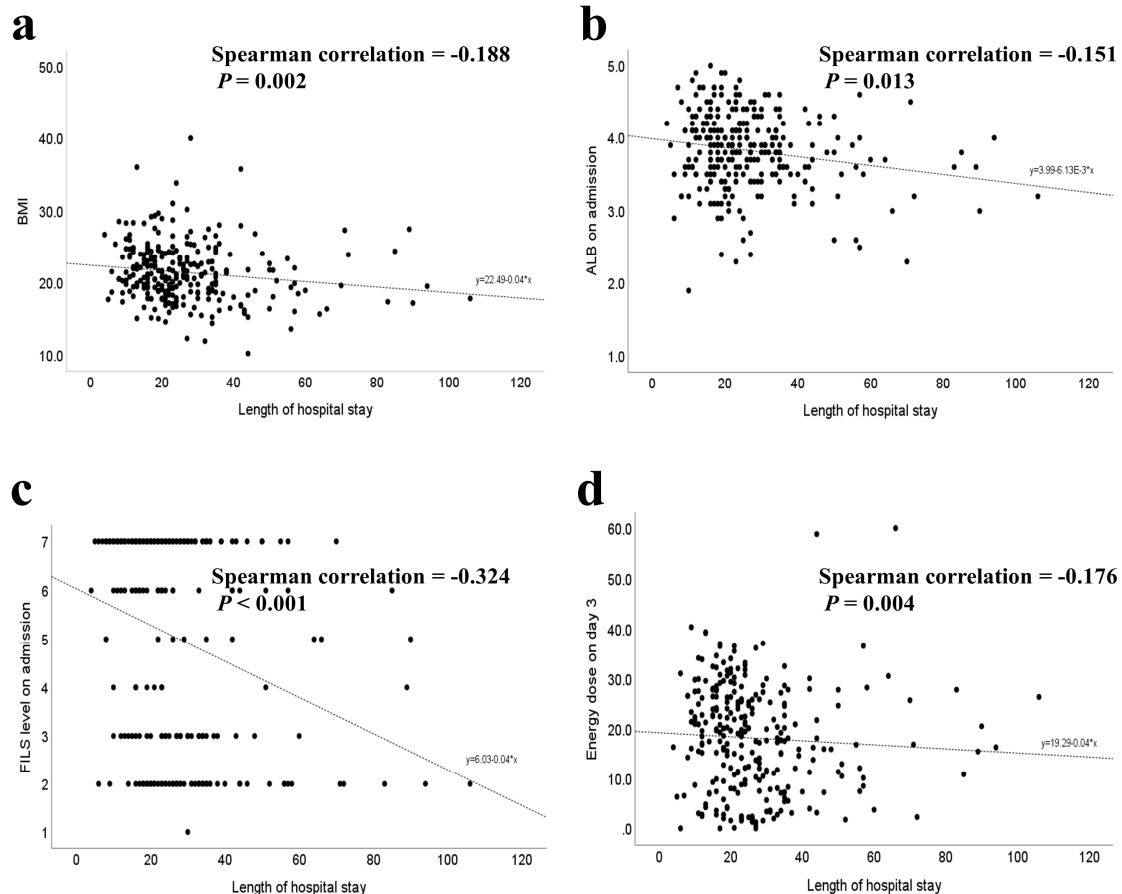 a
Spearman correlation = -0.188
P = 0.002
50.0
40.0
30.0
20.0
10.0
BMI
y=22.49-0.04*x
0 20 40 60 80 100 120
Length of hospital stay
b
Spearman correlation = -0.151
P = 0.013
5.0
4.0
3.0
2.0
1.0
ALB on admission
y=3.99-6.13E-3*x
0 20 40 60 80 100 120
Length of hospital stay
c
Spearman correlation = -0.324
P < 0.001
7
6
5
4
3
2
1
FILS level on admission
y=6.03-0.04*x
0 20 40 60 80 100 120
Length of hospital stay
d
Spearman correlation = -0.176
P = 0.004
60.0
50.0
40.0
30.0
20.0
10.0
.0
Energy dose on day 3
y=19.29-0.04*x
0 20 40 60 80 100 120
Length of hospital stay